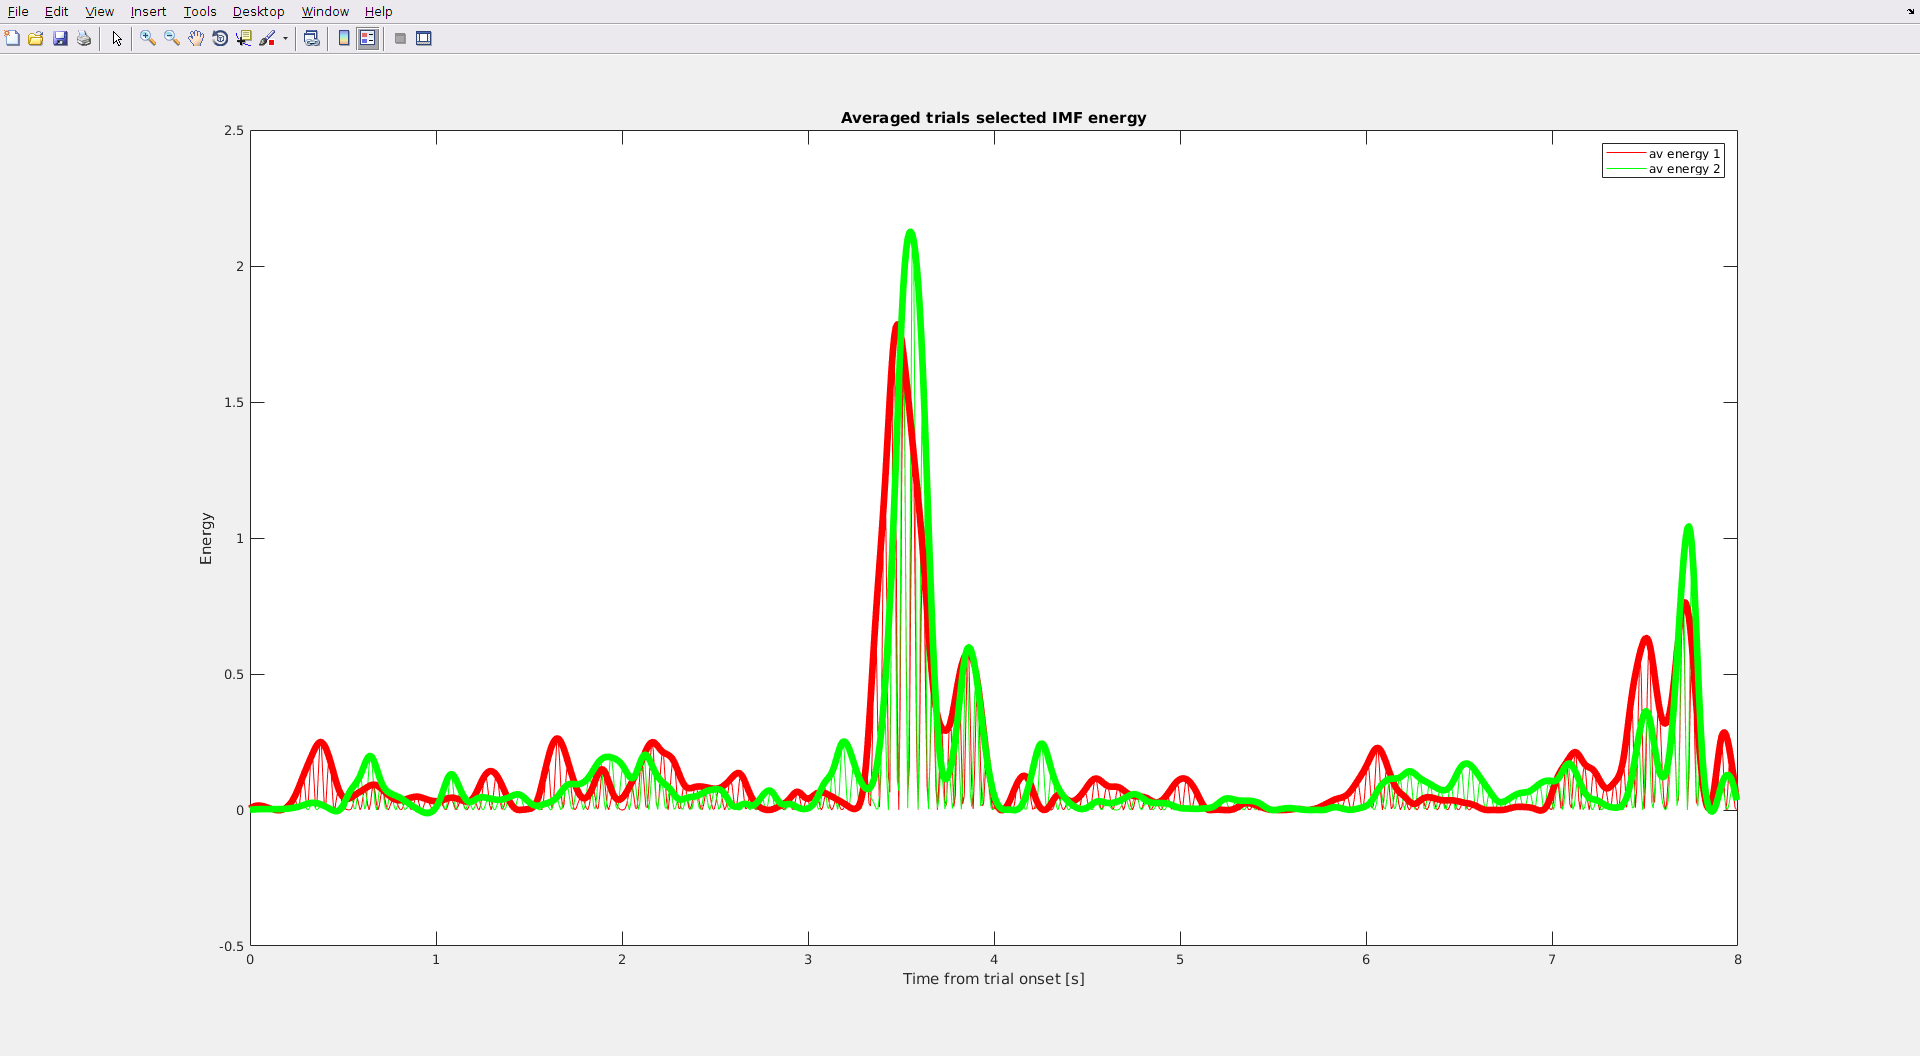 File Edit View Insert Tools Desktop Window Help
Averaged trials selected IMF energy
av energy 1
av energy 2
2.5
2
1.5
1
0.5
0
-0.5
Energy
0 1 2 3 4 5 6 7 8
Time from trial onset [s]